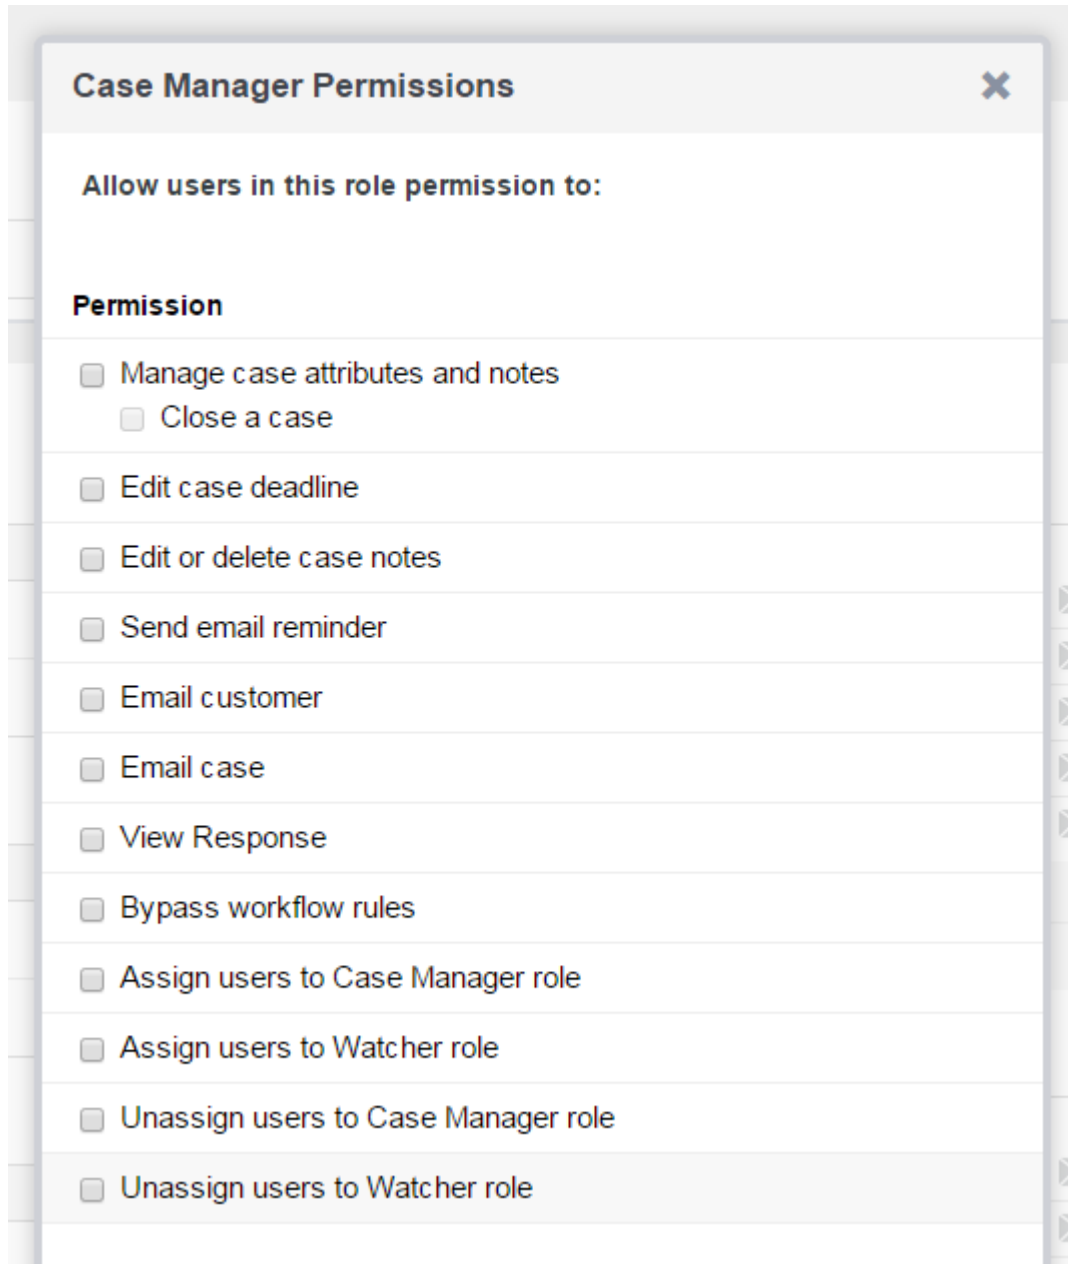 Case Manager Permissions
Allow users in this role permission to:
Permission
Manage case attributes and notes
Close a case
Edit case deadline
Edit or delete case notes
Send email reminder
Email customer
Email case
View Response
Bypass workflow rules
Assign users to Case Manager role
Assign users to Watcher role
Unassign users to Case Manager role
Unassign users to Watcher role